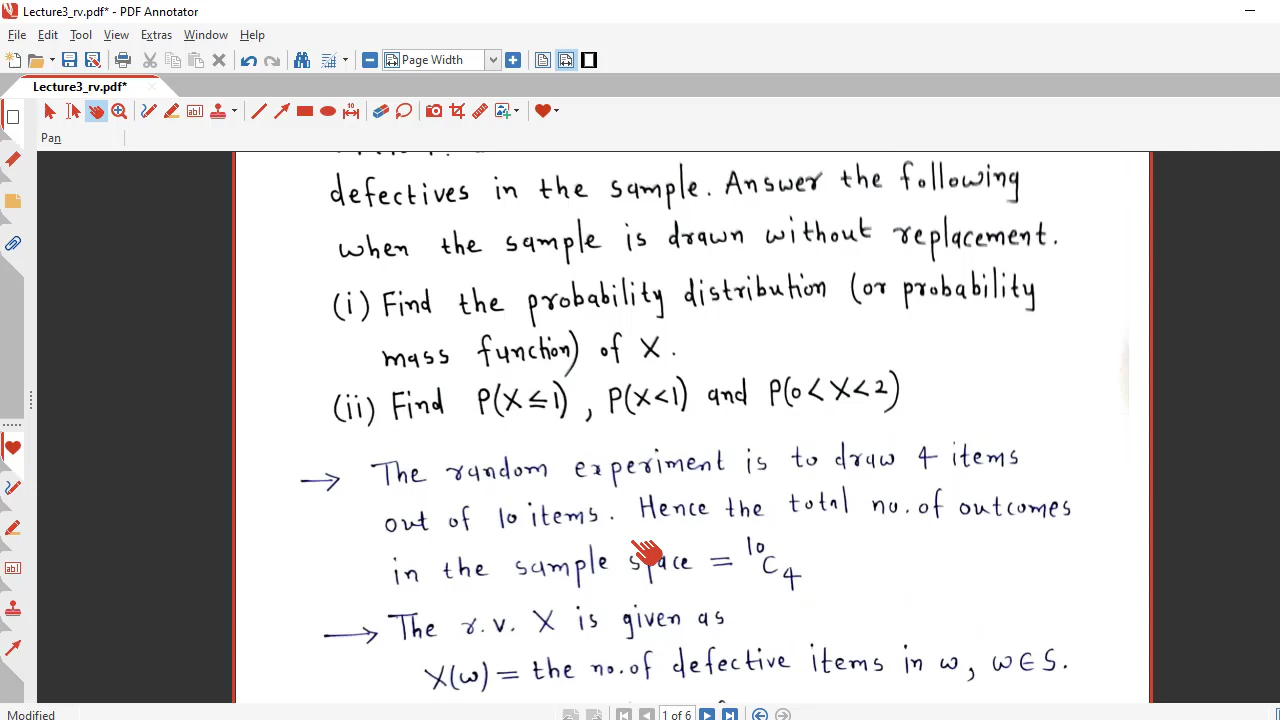 Lecture3_rv.pdf* - PDF Annotator
File Edit Tool View Extras Window Help
Page Width
Lecture3_rv.pdf*
Pan
defectives in the sample. Answer the following
when the sample is drawn without replacement.
(i) Find the probability distribution (or probability
mass function) of X.
(ii) Find P(X≤1), P(X<1) and P(0<X<2)
→ The random experiment is to draw 4 items
out of 10 items. Hence the total no. of outcomes
in the sample space = ¹⁰C₄
→ The r.v. X is given as
X(ω) = the no. of defective items in ω, ω∈S.
Modified
1 of 6